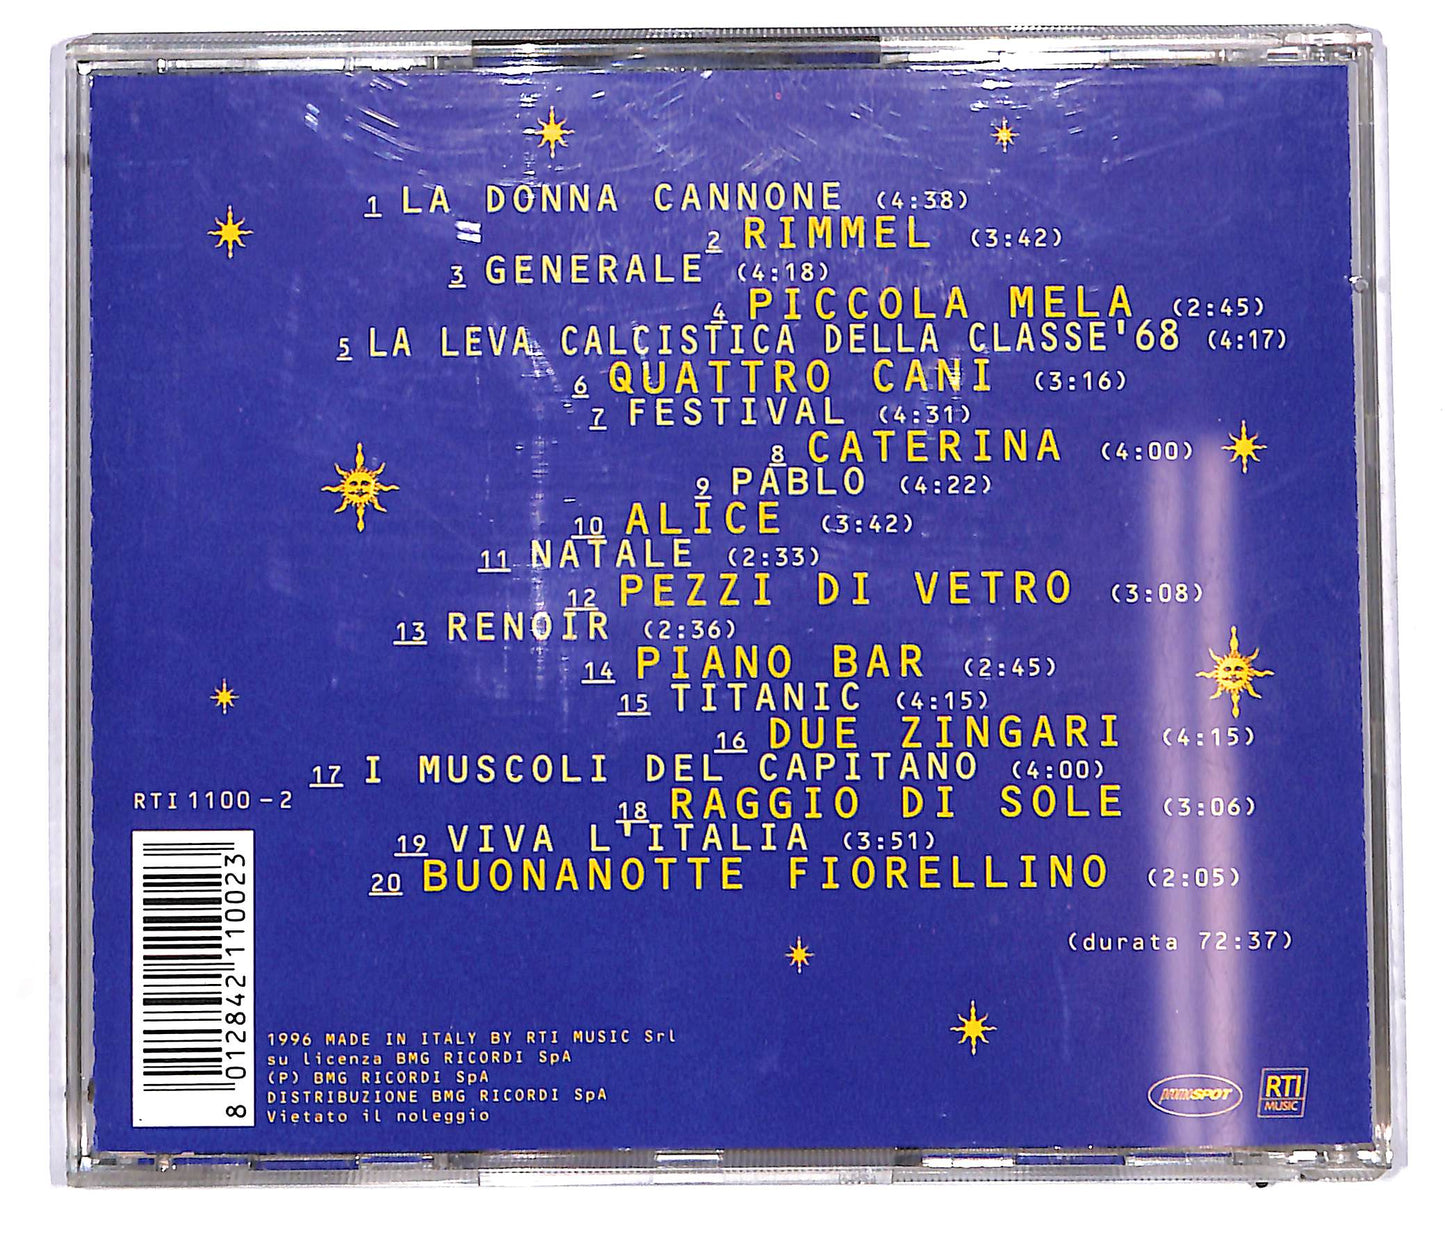 1 LA DONNA CANNONE (4:38)
2 RIMMEL (3:42)
3 GENERALE (4:18)
4 PICCOLA MELA (2:45)
5 LA LEVA CALCISTICA DELLA CLASSE'68 (4:17)
6 QUATTRO CANI (3:16)
7 FESTIVAL (4:31)
8 CATERINA (4:00)
9 PABLO (4:22)
10 ALICE (3:42)
11 NATALE (2:33)
12 PEZZI DI VETRO (3:08)
13 RENOIR (2:36)
14 PIANO BAR (2:45)
15 TITANIC (4:15)
16 DUE ZINGARI (4:15)
17 I MUSCOLI DEL CAPITANO (4:00)
18 RAGGIO DI SOLE (3:06)
19 VIVA L'ITALIA (3:51)
20 BUONANOTTE FIORELLINO (2:05)
(durata 72:37)
RTI 1100-2
8 012842 110023
1996 MADE IN ITALY BY RTI MUSIC Srl
su licenza BMG RICORDI SpA
(P) BMG RICORDI SpA
DISTRIBUZIONE BMG RICORDI SpA
Vietato il noleggio
promoSPOT
RTI
MUSIC